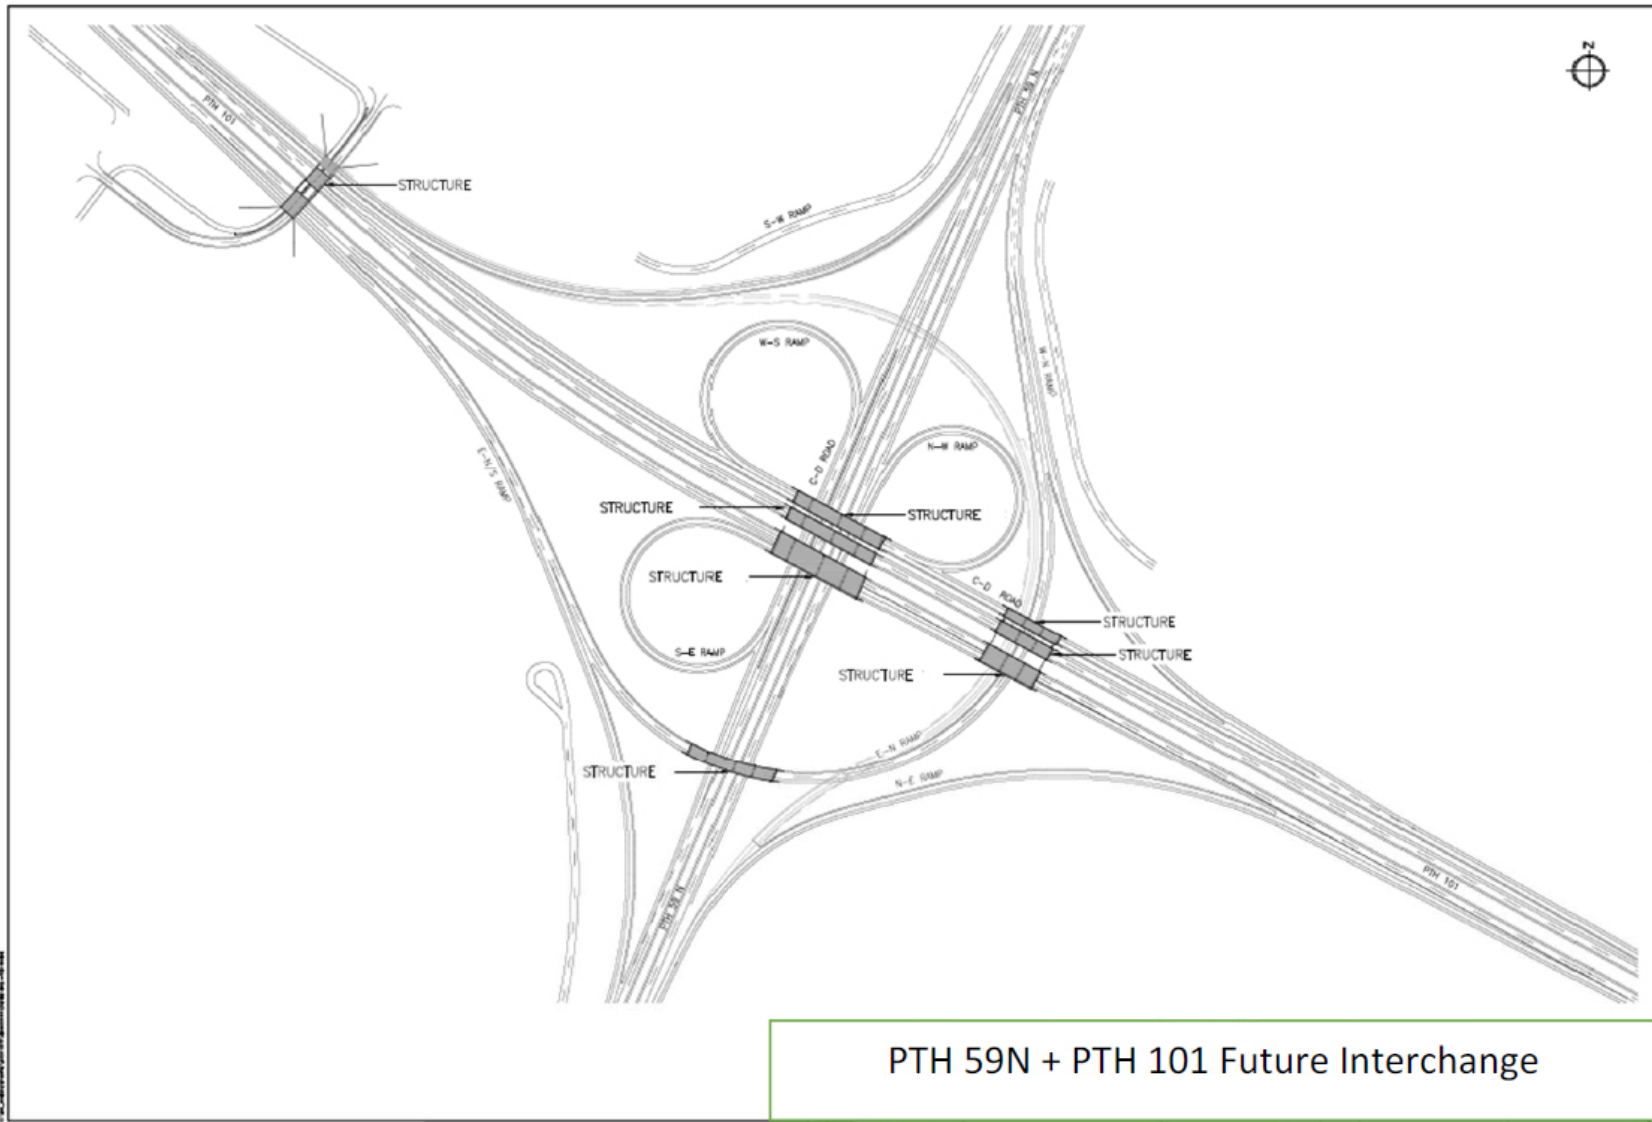 Z
PTH 59 N
PTH 101
STRUCTURE
S-W RAMP
W-S RAMP
W-N RAMP
N-W RAMP
C-D ROAD
E-N/S RAMP
STRUCTURE
STRUCTURE
STRUCTURE
C-D ROAD
STRUCTURE
STRUCTURE
S-E RAMP
STRUCTURE
E-N RAMP
STRUCTURE
N-E RAMP
PTH 59 N
PTH 101
PTH 59N + PTH 101 Future Interchange